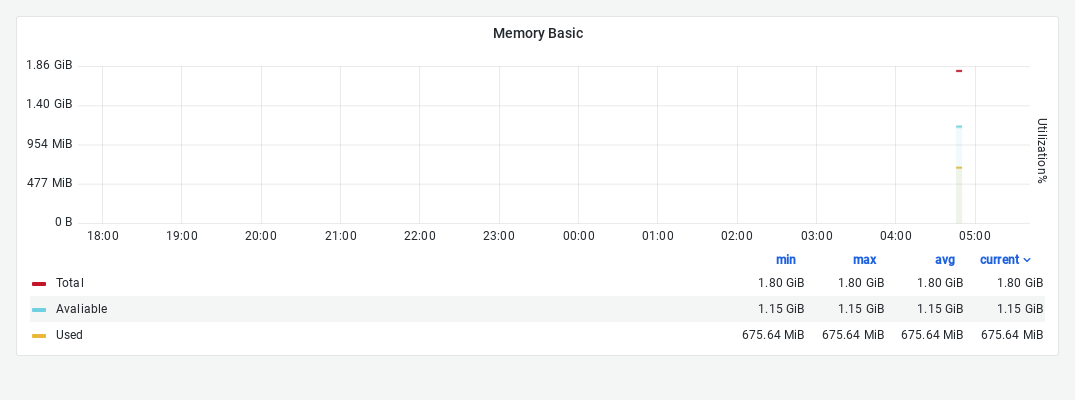 Memory Basic
1.86 GiB
1.40 GiB
954 MiB
477 MiB
0 B
Utilization%
18:00 19:00 20:00 21:00 22:00 23:00 00:00 01:00 02:00 03:00 04:00 05:00
min max avg current
Total 1.80 GiB 1.80 GiB 1.80 GiB 1.80 GiB
Avaliable 1.15 GiB 1.15 GiB 1.15 GiB 1.15 GiB
Used 675.64 MiB 675.64 MiB 675.64 MiB 675.64 MiB